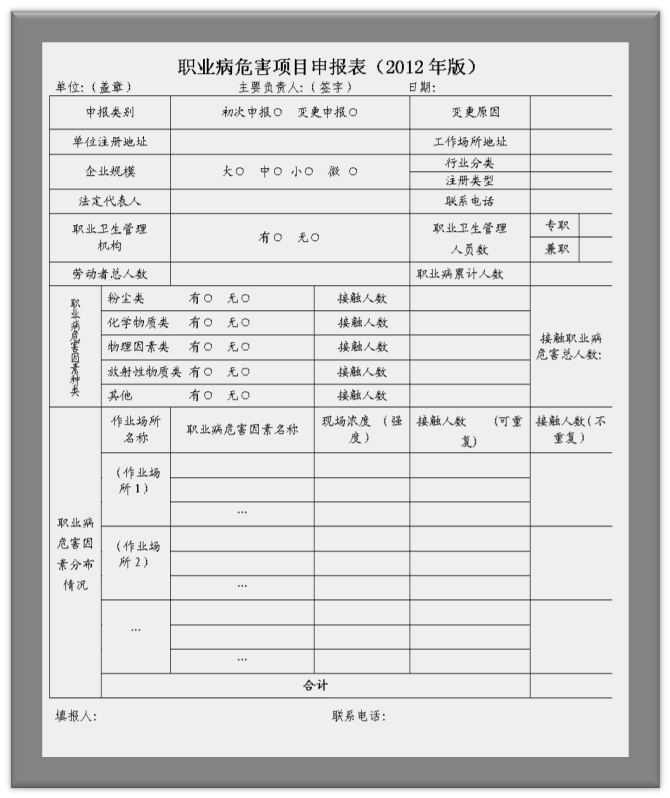 职业病危害项目申报表（2012年版）
单位:（盖章） 主要负责人:（签字） 日期:
申报类别 初次申报○ 变更申报○ 变更原因
单位注册地址 工作场所地址
企业规模 大○ 中○ 小○ 微○ 行业分类
注册类型
法定代表人 联系电话
职业卫生管理机构 有○ 无○ 职业卫生管理人员数 专职
兼职
劳动者总人数 职业病累计人数
职业病危害因素种类 粉尘类 有○ 无○ 接触人数 接触职业病危害总人数:
化学物质类 有○ 无○ 接触人数
物理因素类 有○ 无○ 接触人数
放射性物质类 有○ 无○ 接触人数
其他 有○ 无○ 接触人数
职业病危害因素分布情况 作业场所名称 职业病危害因素名称 现场浓度（强度） 接触人数 （可重复） 接触人数（不重复）
（作业场所1）
…
（作业场所2）
…
…
…
合计
填报人: 联系电话: